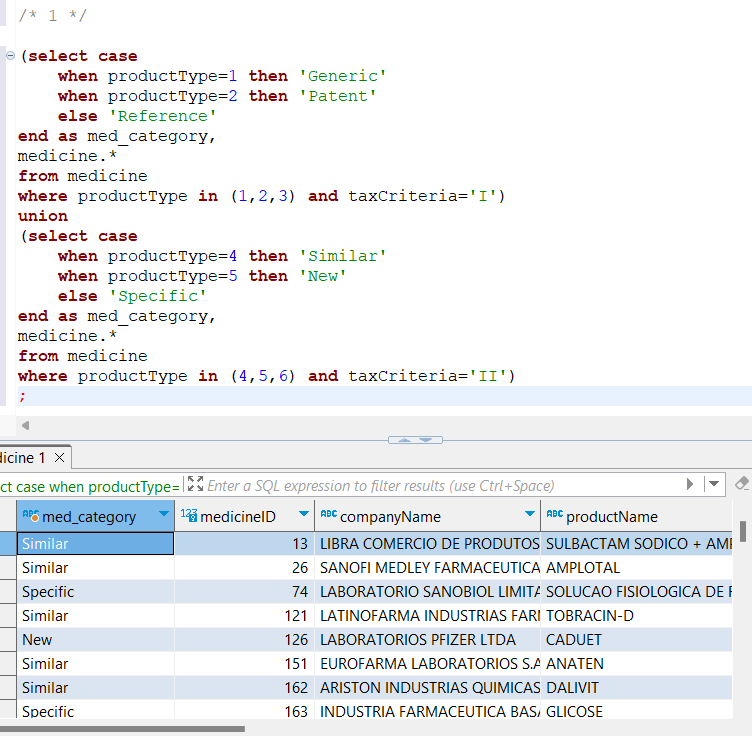 /* 1 */
(select case
when productType=1 then 'Generic'
when productType=2 then 'Patent'
else 'Reference'
end as med_category,
medicine.*
from medicine
where productType in (1,2,3) and taxCriteria='I')
union
(select case
when productType=4 then 'Similar'
when productType=5 then 'New'
else 'Specific'
end as med_category,
medicine.*
from medicine
where productType in (4,5,6) and taxCriteria='II')
;
dicine 1
ct case when productType= Enter a SQL expression to filter results (use Ctrl+Space)
ABC med_category 123 medicineID ABC companyName ABC productName
Similar 13 LIBRA COMERCIO DE PRODUTOS SULBACTAM SODICO + AMP
Similar 26 SANOFI MEDLEY FARMACEUTICA AMPLOTAL
Specific 74 LABORATORIO SANOBIOL LIMITA SOLUCAO FISIOLOGICA DE
Similar 121 LATINOFARMA INDUSTRIAS FARI TOBRACIN-D
New 126 LABORATORIOS PFIZER LTDA CADUET
Similar 151 EUROFARMA LABORATORIOS S.A ANATEN
Similar 162 ARISTON INDUSTRIAS QUIMICAS DALIVIT
Specific 163 INDUSTRIA FARMACEUTICA BASA GLICOSE